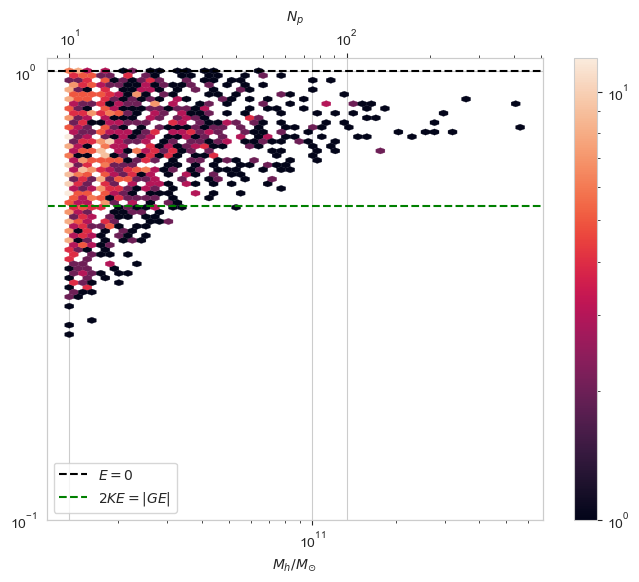 $N_p$
$10^1$ $10^2$
$10^0$
$10^1$
$E = 0$
$2KE = |GE|$
$10^{-1}$
$10^0$
$10^{11}$
$M_h/M_\odot$